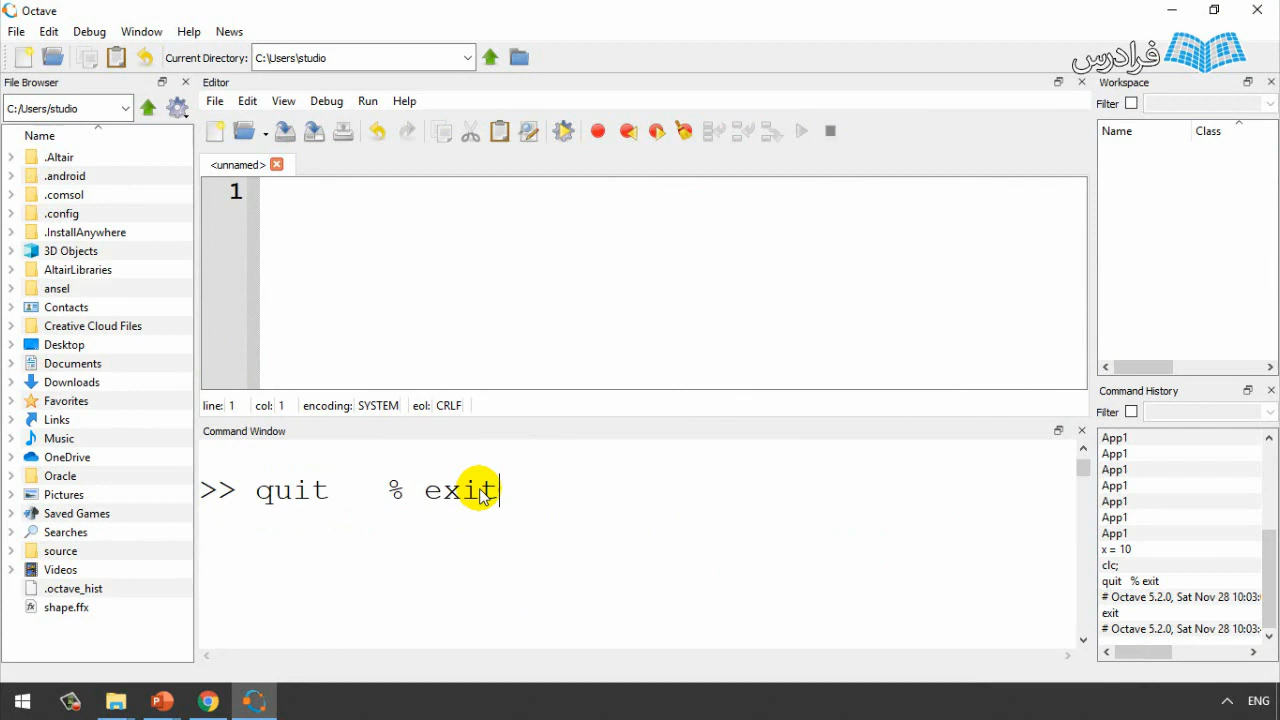 Octave
File Edit Debug Window Help News
Current Directory: C:\Users\studio
فرادرس
File Browser
C:/Users/studio
Name
.Altair
.android
.comsol
.config
.InstallAnywhere
3D Objects
AltairLibraries
ansel
Contacts
Creative Cloud Files
Desktop
Documents
Downloads
Favorites
Links
Music
OneDrive
Oracle
Pictures
Saved Games
Searches
source
Videos
.octave_hist
shape.ffx
Editor
File Edit View Debug Run Help
<unnamed>
1
line: 1 col: 1 encoding: SYSTEM eol: CRLF
Command Window
>> quit % exit
Workspace
Filter
Name Class
Command History
Filter
App1
App1
App1
App1
App1
App1
App1
x = 10
clc;
quit % exit
# Octave 5.2.0, Sat Nov 28 10:03:
exit
# Octave 5.2.0, Sat Nov 28 10:03:
ENG